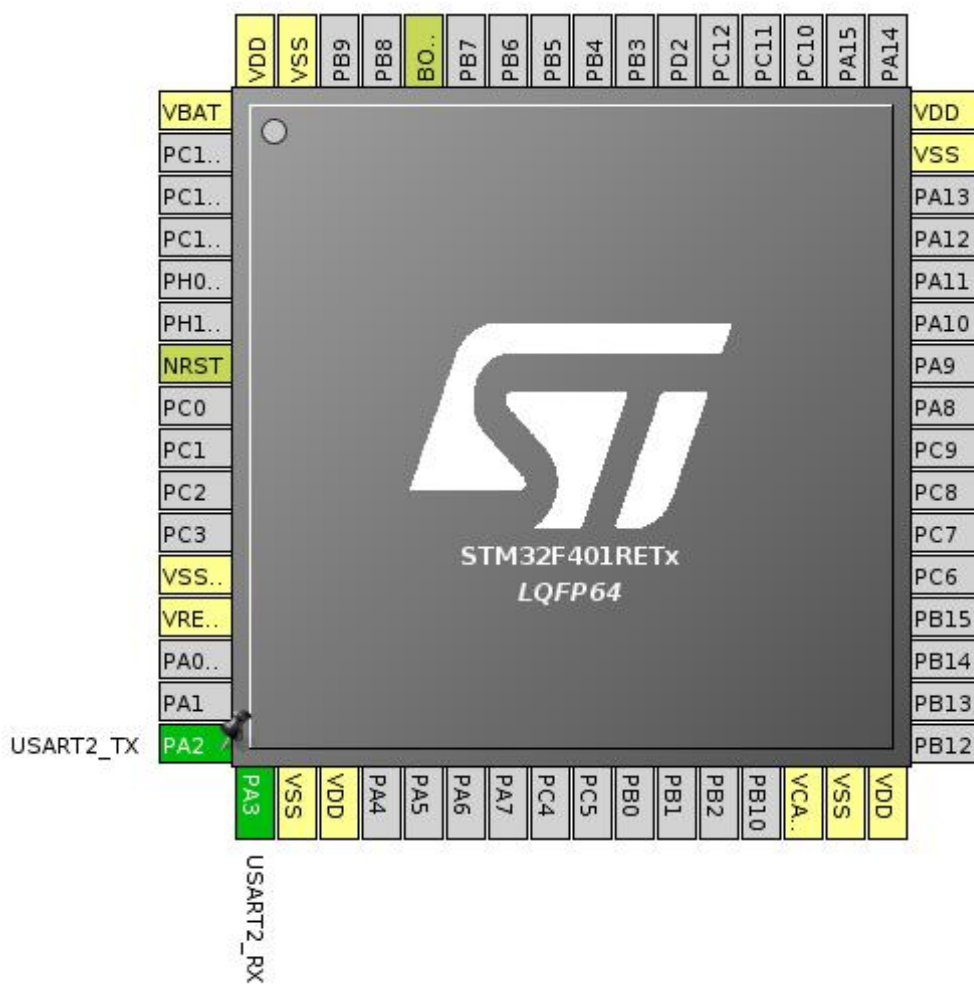 VDD VSS PB9 PB8 BO.. PB7 PB6 PB5 PB4 PB3 PD2 PC12 PC11 PC10 PA15 PA14
VBAT
PC1..
PC1..
PC1..
PH0..
PH1..
NRST
PC0
PC1
PC2
PC3
VSS..
VRE..
PA0..
PA1
USART2_TX PA2
ST
STM32F401RETx
LQFP64
VDD
VSS
PA13
PA12
PA11
PA10
PA9
PA8
PC9
PC8
PC7
PC6
PB15
PB14
PB13
PB12
PA3 VSS VDD PA4 PA5 PA6 PA7 PC4 PC5 PB0 PB1 PB2 PB10 VCA.. VSS VDD
USART2_RX